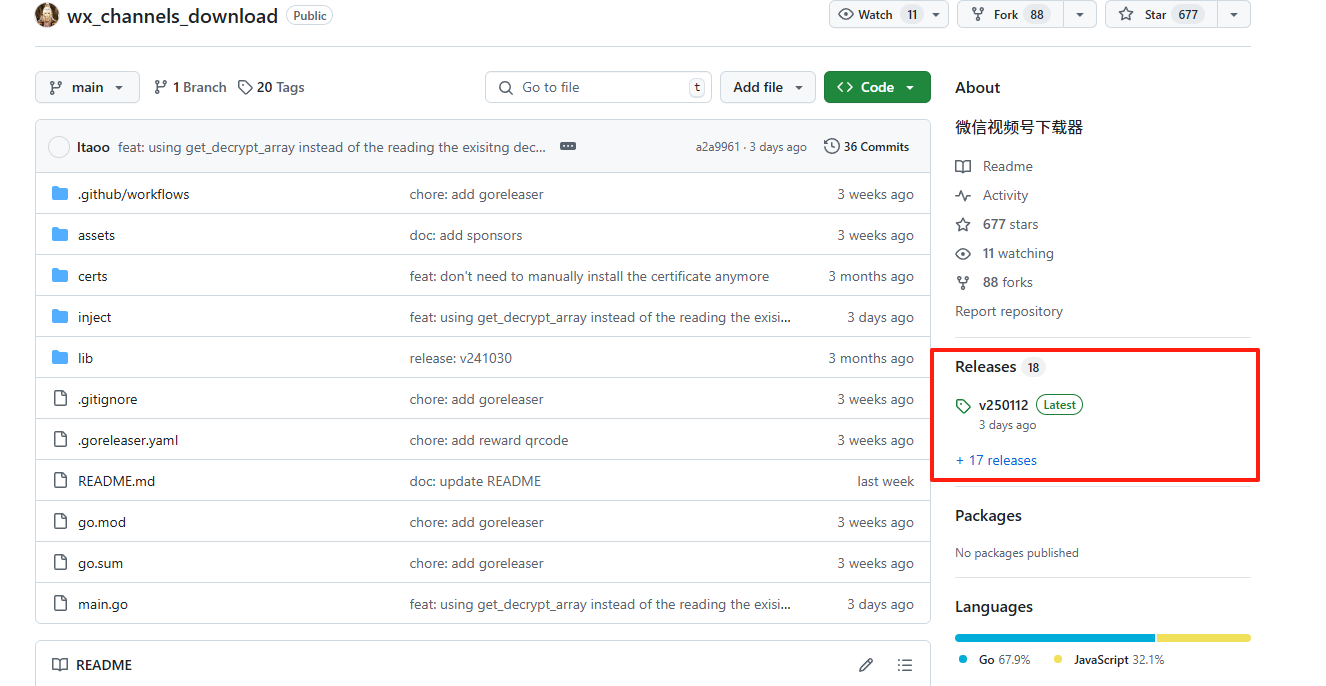 wx_channels_download Public Watch 11 Fork 88 Star 677
main 1 Branch 20 Tags Go to file t Add file Code
ltaoo feat: using get_decrypt_array instead of the reading the exisitng dec... a2a9961 · 3 days ago 36 Commits
.github/workflows chore: add goreleaser 3 weeks ago
assets doc: add sponsors 3 weeks ago
certs feat: don't need to manually install the certificate anymore 3 months ago
inject feat: using get_decrypt_array instead of the reading the exisi... 3 days ago
lib release: v241030 3 months ago
.gitignore chore: add goreleaser 3 weeks ago
.goreleaser.yaml chore: add reward qrcode 3 weeks ago
README.md doc: update README last week
go.mod chore: add goreleaser 3 weeks ago
go.sum chore: add goreleaser 3 weeks ago
main.go feat: using get_decrypt_array instead of the reading the exisi... 3 days ago
README
About
微信视频号下载器
Readme
Activity
677 stars
11 watching
88 forks
Report repository
Releases 18
v250112 Latest
3 days ago
+ 17 releases
Packages
No packages published
Languages
Go 67.9% JavaScript 32.1%